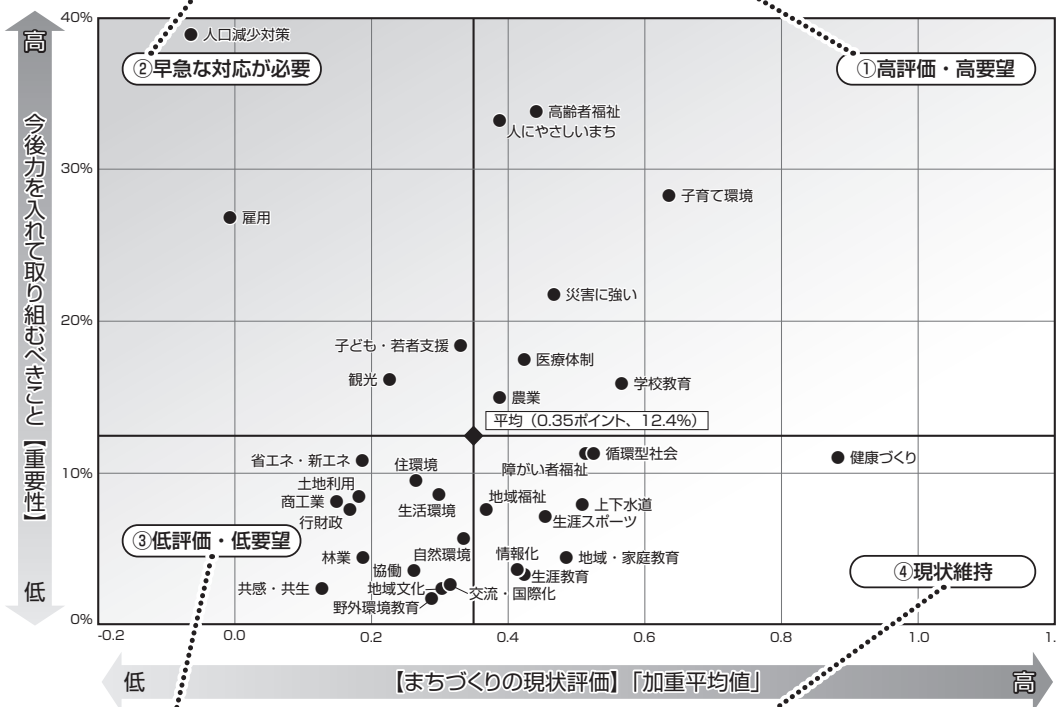 高
今後力を入れて取り組むべきこと【重要性】
低
40%
30%
20%
10%
0%
人口減少対策
②早急な対応が必要
①高評価・高要望
高齢者福祉
人にやさしいまち
子育て環境
雇用
災害に強い
子ども・若者支援
医療体制
観光
学校教育
農業
平均（0.35ポイント、12.4%）
省エネ・新エネ
住環境
循環型社会
障がい者福祉
健康づくり
土地利用
商工業
行財政
生活環境
地域福祉
上下水道
生涯スポーツ
③低評価・低要望
自然環境
情報化
林業
地域・家庭教育
協働
生涯教育
④現状維持
共感・共生
地域文化
交流・国際化
野外環境教育
-0.2
0.0
0.2
0.4
0.6
0.8
1.0
1.
低
【まちづくりの現状評価】「加重平均値」
高